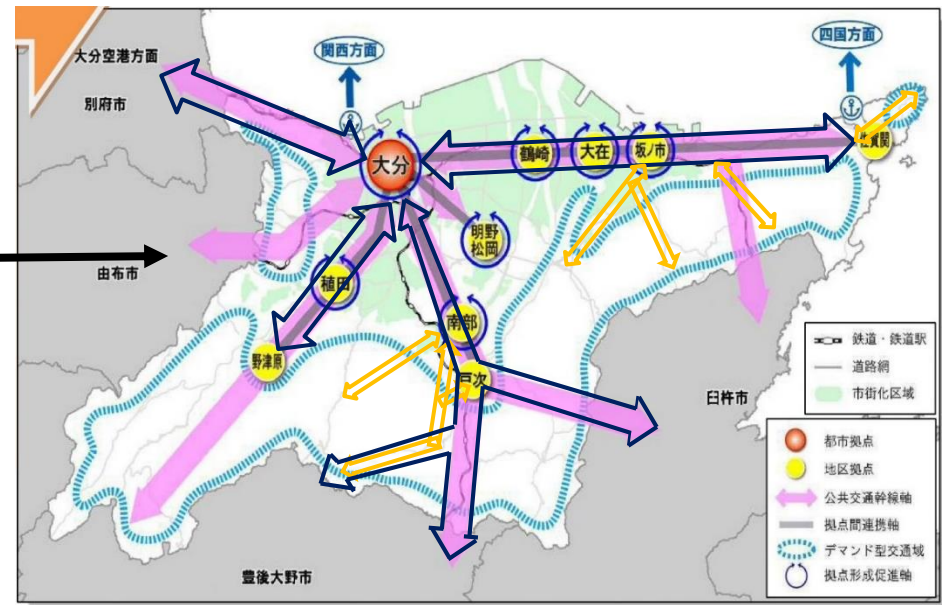 関西方面
四国方面
大分空港方面
別府市
大分
鶴崎
大在
坂ノ市
佐賀関
明野
松岡
由布市
稙田
南部
野津原
戸次
臼杵市
豊後大野市
鉄道・鉄道駅
道路網
市街化区域
都市拠点
地区拠点
公共交通幹線軸
拠点間連携軸
デマンド型交通域
拠点形成促進軸